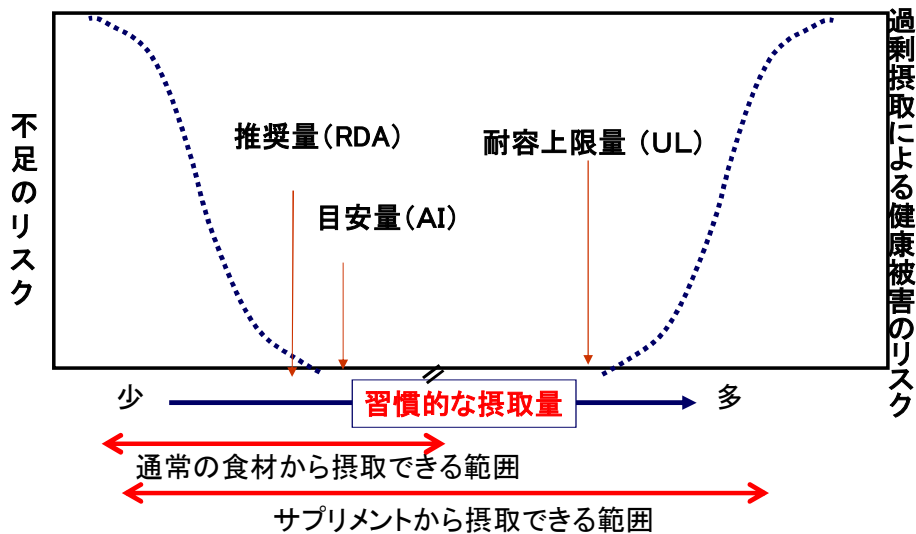 不足のリスク
過剰摂取による健康被害のリスク
推奨量(RDA)
耐容上限量 (UL)
目安量(AI)
少
習慣的な摂取量
多
通常の食材から摂取できる範囲
サプリメントから摂取できる範囲